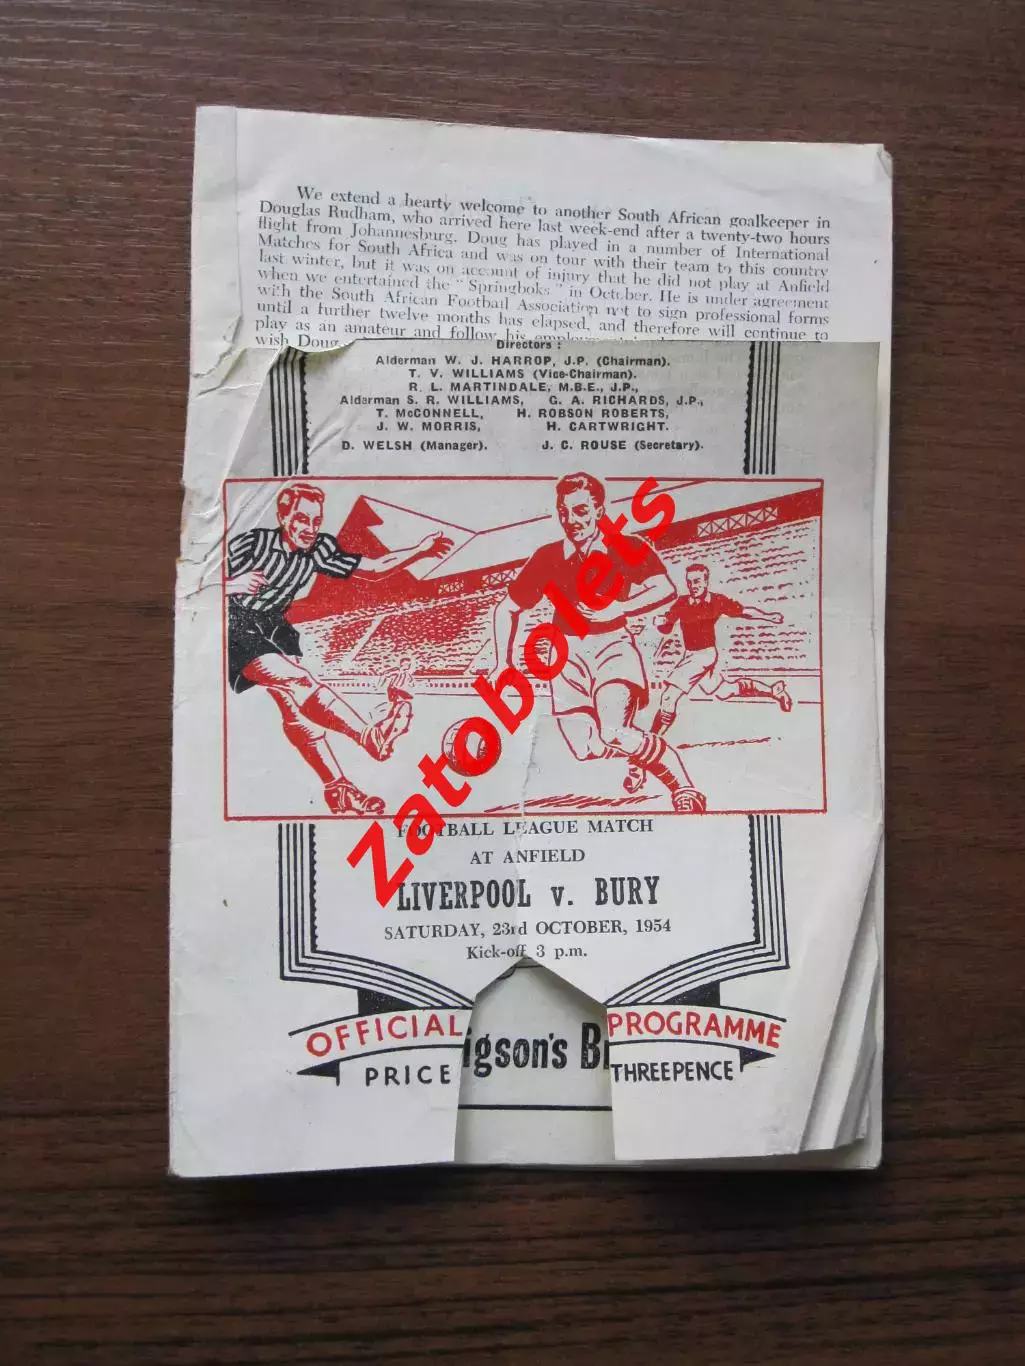 We extend a hearty welcome to another South African goalkeeper in
Douglas Rudham, who arrived here last week-end after a twenty-two hours
flight from Johannesburg. Doug has played in a number of International
Matches for South Africa and was on tour with their team to this country
last winter, but it was on account of injury that he did not play at Anfield
when we entertained the "Springboks" in October. He is under agreement
with the South African Football Association not to sign professional forms
until a further twelve months has elapsed, and therefore will continue to
play as an amateur and follow his
wish Doug
Directors :
Alderman W. J. HARROP, J.P. (Chairman).
T. V. WILLIAMS (Vice-Chairman).
R. L. MARTINDALE, M.B.E., J.P.,
Alderman S. R. WILLIAMS, G. A. RICHARDS, J.P.,
T. McCONNELL, H. ROBSON ROBERTS,
J. W. MORRIS, H. CARTWRIGHT.
D. WELSH (Manager). J. C. ROUSE (Secretary).
Zatobolets
FOOTBALL LEAGUE MATCH
AT ANFIELD
LIVERPOOL v. BURY
SATURDAY, 23rd OCTOBER, 1954
Kick-off 3 p.m.
OFFICIAL PROGRAMME
igson's B
PRICE THREEPENCE